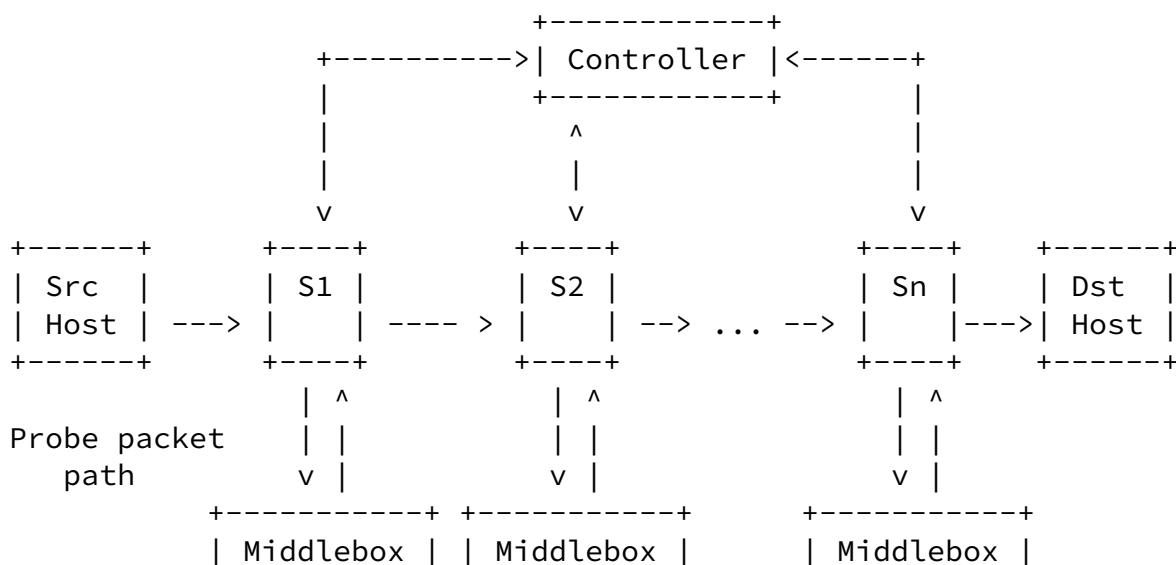 Controller
Src S1 S2 Sn Dst
Host ... Host
Probe packet
path
Middlebox Middlebox Middlebox